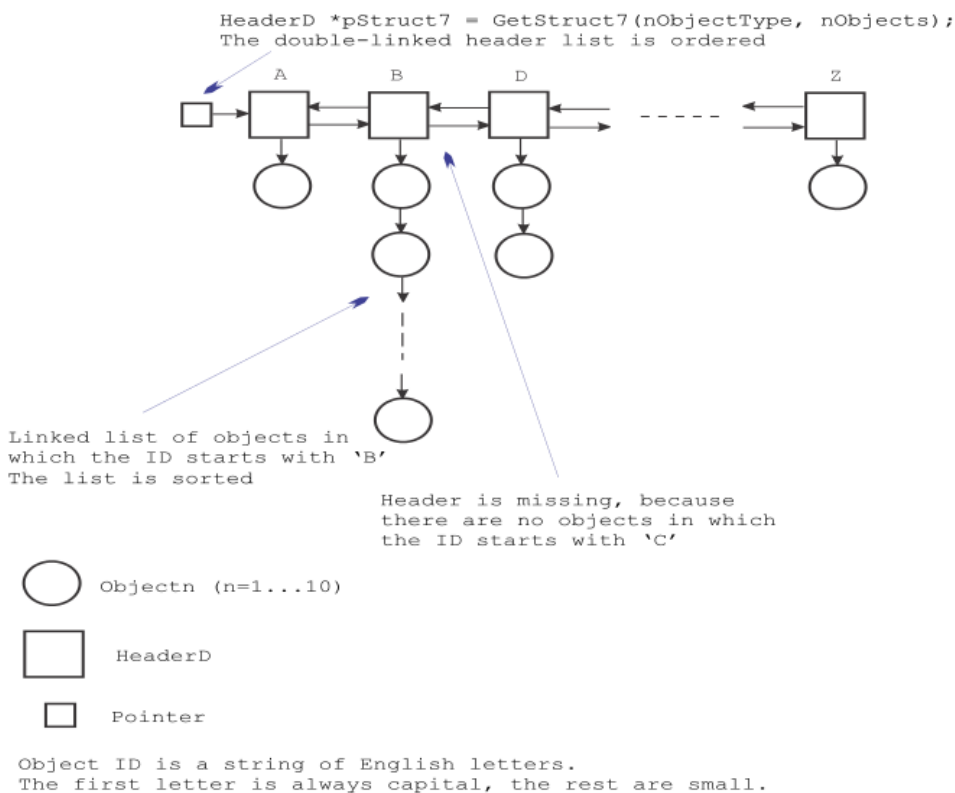 HeaderD *pStruct7 = GetStruct7(nObjectType, nObjects);
The double-linked header list is ordered
A B D Z
Linked list of objects in
which the ID starts with ‘B’
The list is sorted
Header is missing, because
there are no objects in which
the ID starts with ‘C’
Objectn (n=1...10)
HeaderD
Pointer
Object ID is a string of English letters.
The first letter is always capital, the rest are small.